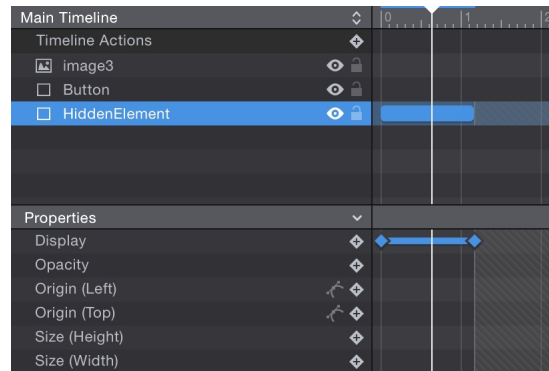 Main Timeline
0 1 2
Timeline Actions
image3
Button
HiddenElement
Properties
Display
Opacity
Origin (Left)
Origin (Top)
Size (Height)
Size (Width)